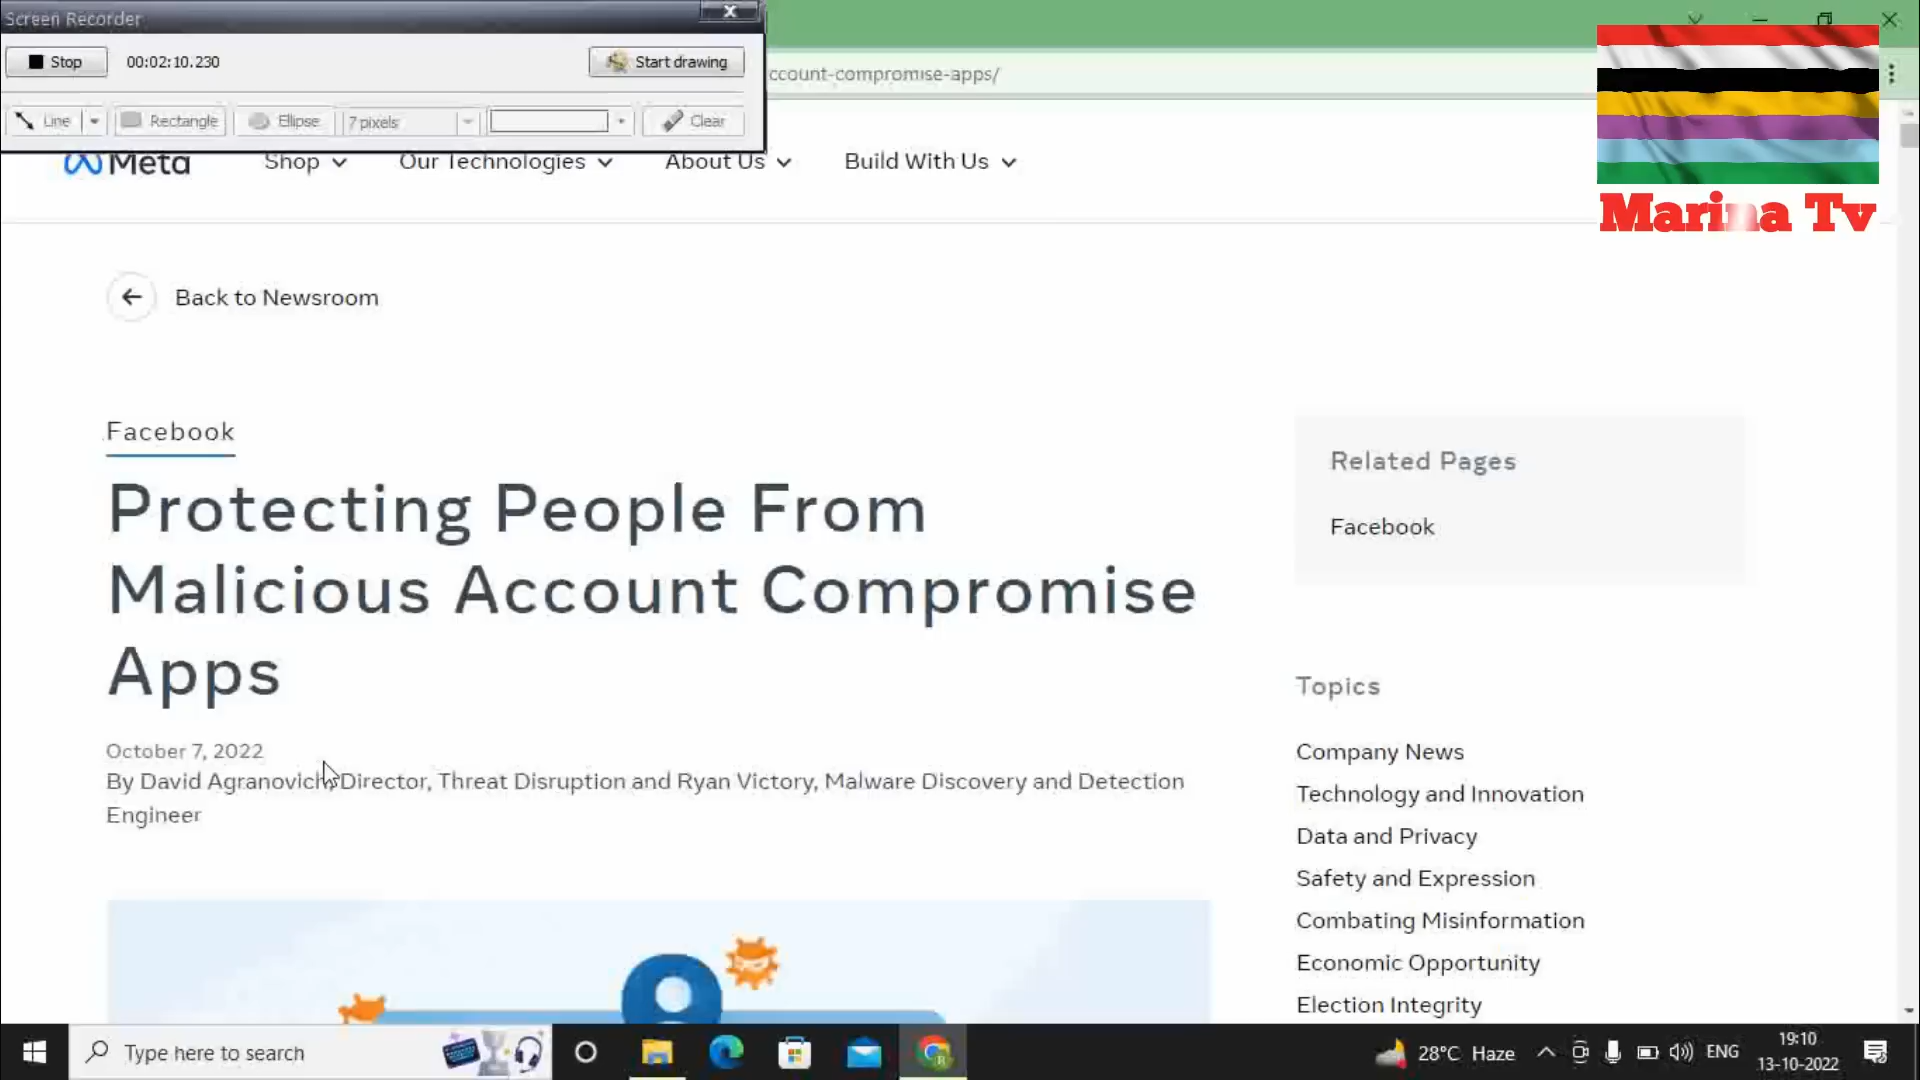 Screen Recorder
Stop
00:02:10.230
Start drawing
ccount-compromise-apps/
Line
Rectangle
Ellipse
7 pixels
Clear
Marina Tv
Meta
Shop
Our Technologies
About Us
Build With Us
Back to Newsroom
Facebook
Protecting People From
Malicious Account Compromise
Apps
October 7, 2022
By David Agranovich, Director, Threat Disruption and Ryan Victory, Malware Discovery and Detection
Engineer
Related Pages
Facebook
Topics
Company News
Technology and Innovation
Data and Privacy
Safety and Expression
Combating Misinformation
Economic Opportunity
Election Integrity
Type here to search
28°C Haze
ENG
19:10
13-10-2022